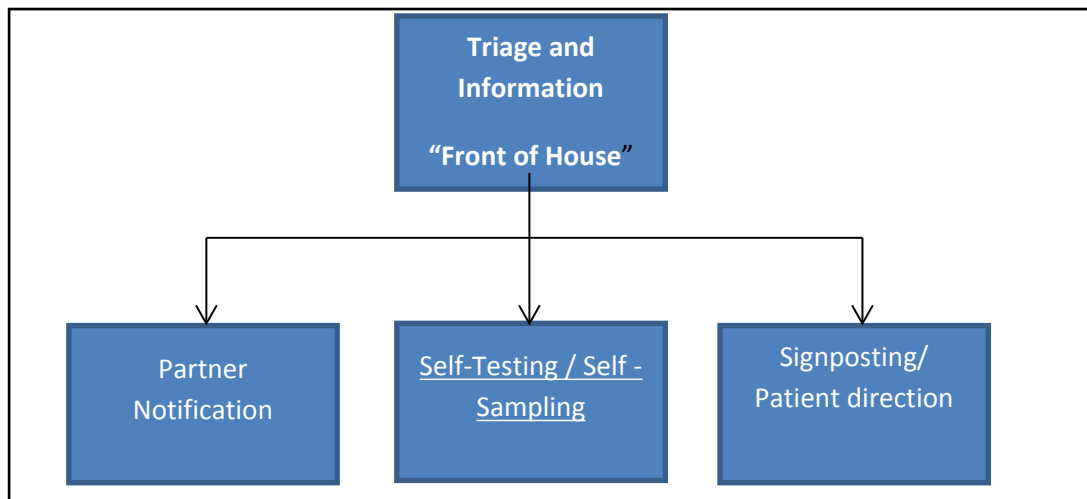 Triage and
Information
“Front of House”
Partner
Notification
Self-Testing / Self -
Sampling
Signposting/
Patient direction